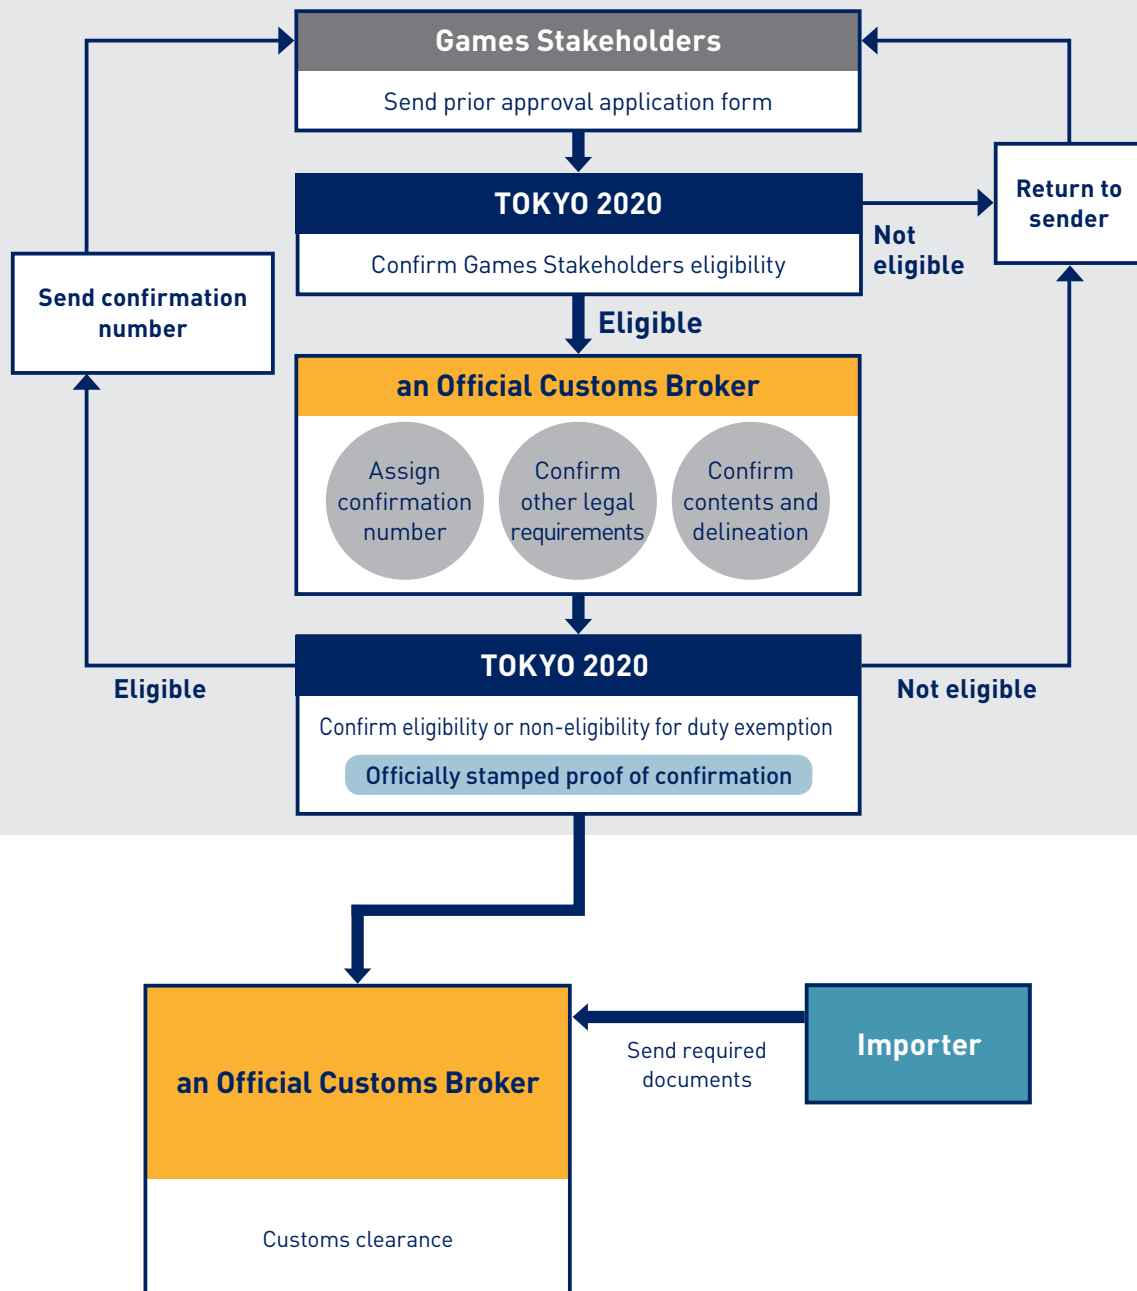 Games Stakeholders
Send prior approval application form
TOKYO 2020
Confirm Games Stakeholders eligibility
Not
eligible
Return to
sender
Send confirmation
number
Eligible
an Official Customs Broker
Assign
confirmation
number
Confirm
other legal
requirements
Confirm
contents and
delineation
TOKYO 2020
Eligible
Not eligible
Confirm eligibility or non-eligibility for duty exemption
Officially stamped proof of confirmation
an Official Customs Broker
Send required
documents
Importer
Customs clearance